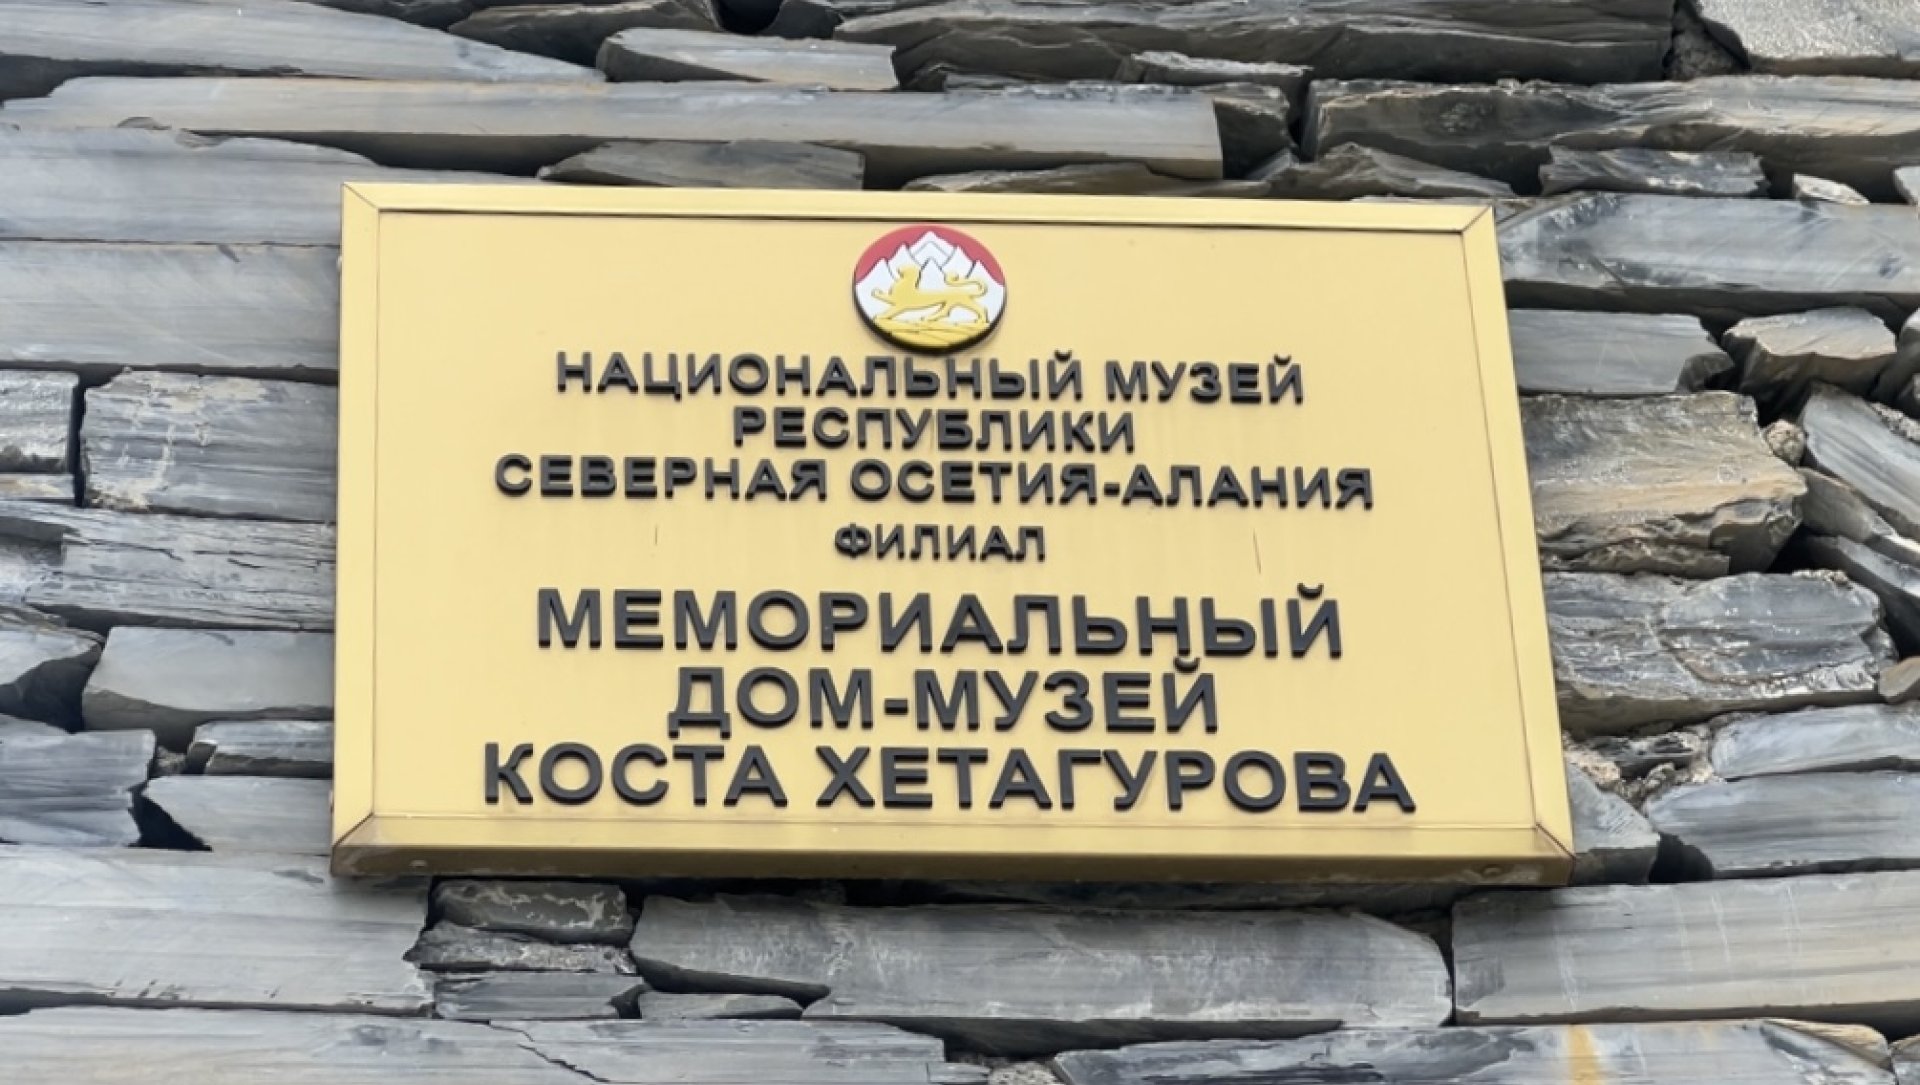 НАЦИОНАЛЬНЫЙ МУЗЕЙ
РЕСПУБЛИКИ
СЕВЕРНАЯ ОСЕТИЯ-АЛАНИЯ
ФИЛИАЛ
МЕМОРИАЛЬНЫЙ
ДОМ-МУЗЕЙ
КОСТА ХЕТАГУРОВА